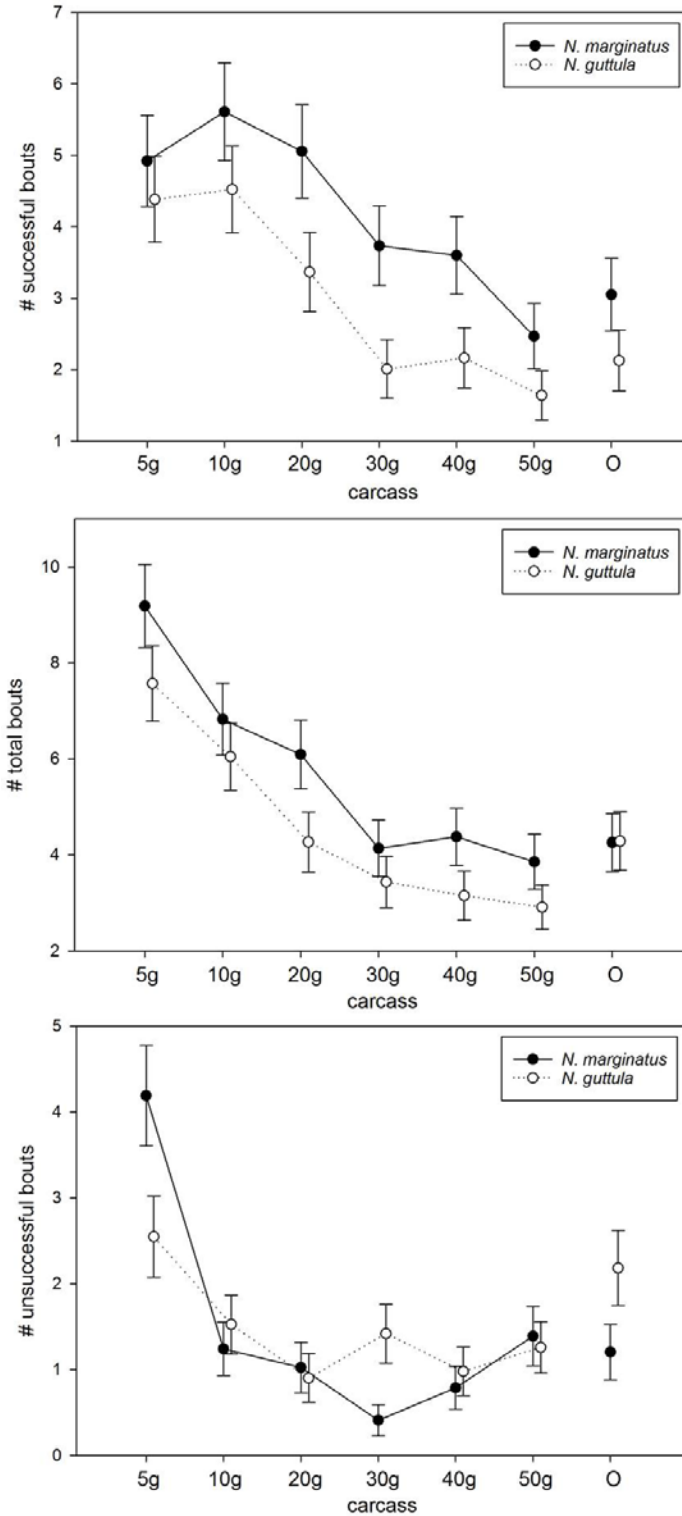 7
6
5
4
3
2
1
# successful bouts
N. marginatus
N. guttula
5g 10g 20g 30g 40g 50g O
carcass
10
8
6
4
2
# total bouts
N. marginatus
N. guttula
5g 10g 20g 30g 40g 50g O
carcass
5
4
3
2
1
0
# unsuccessful bouts
N. marginatus
N. guttula
5g 10g 20g 30g 40g 50g O
carcass